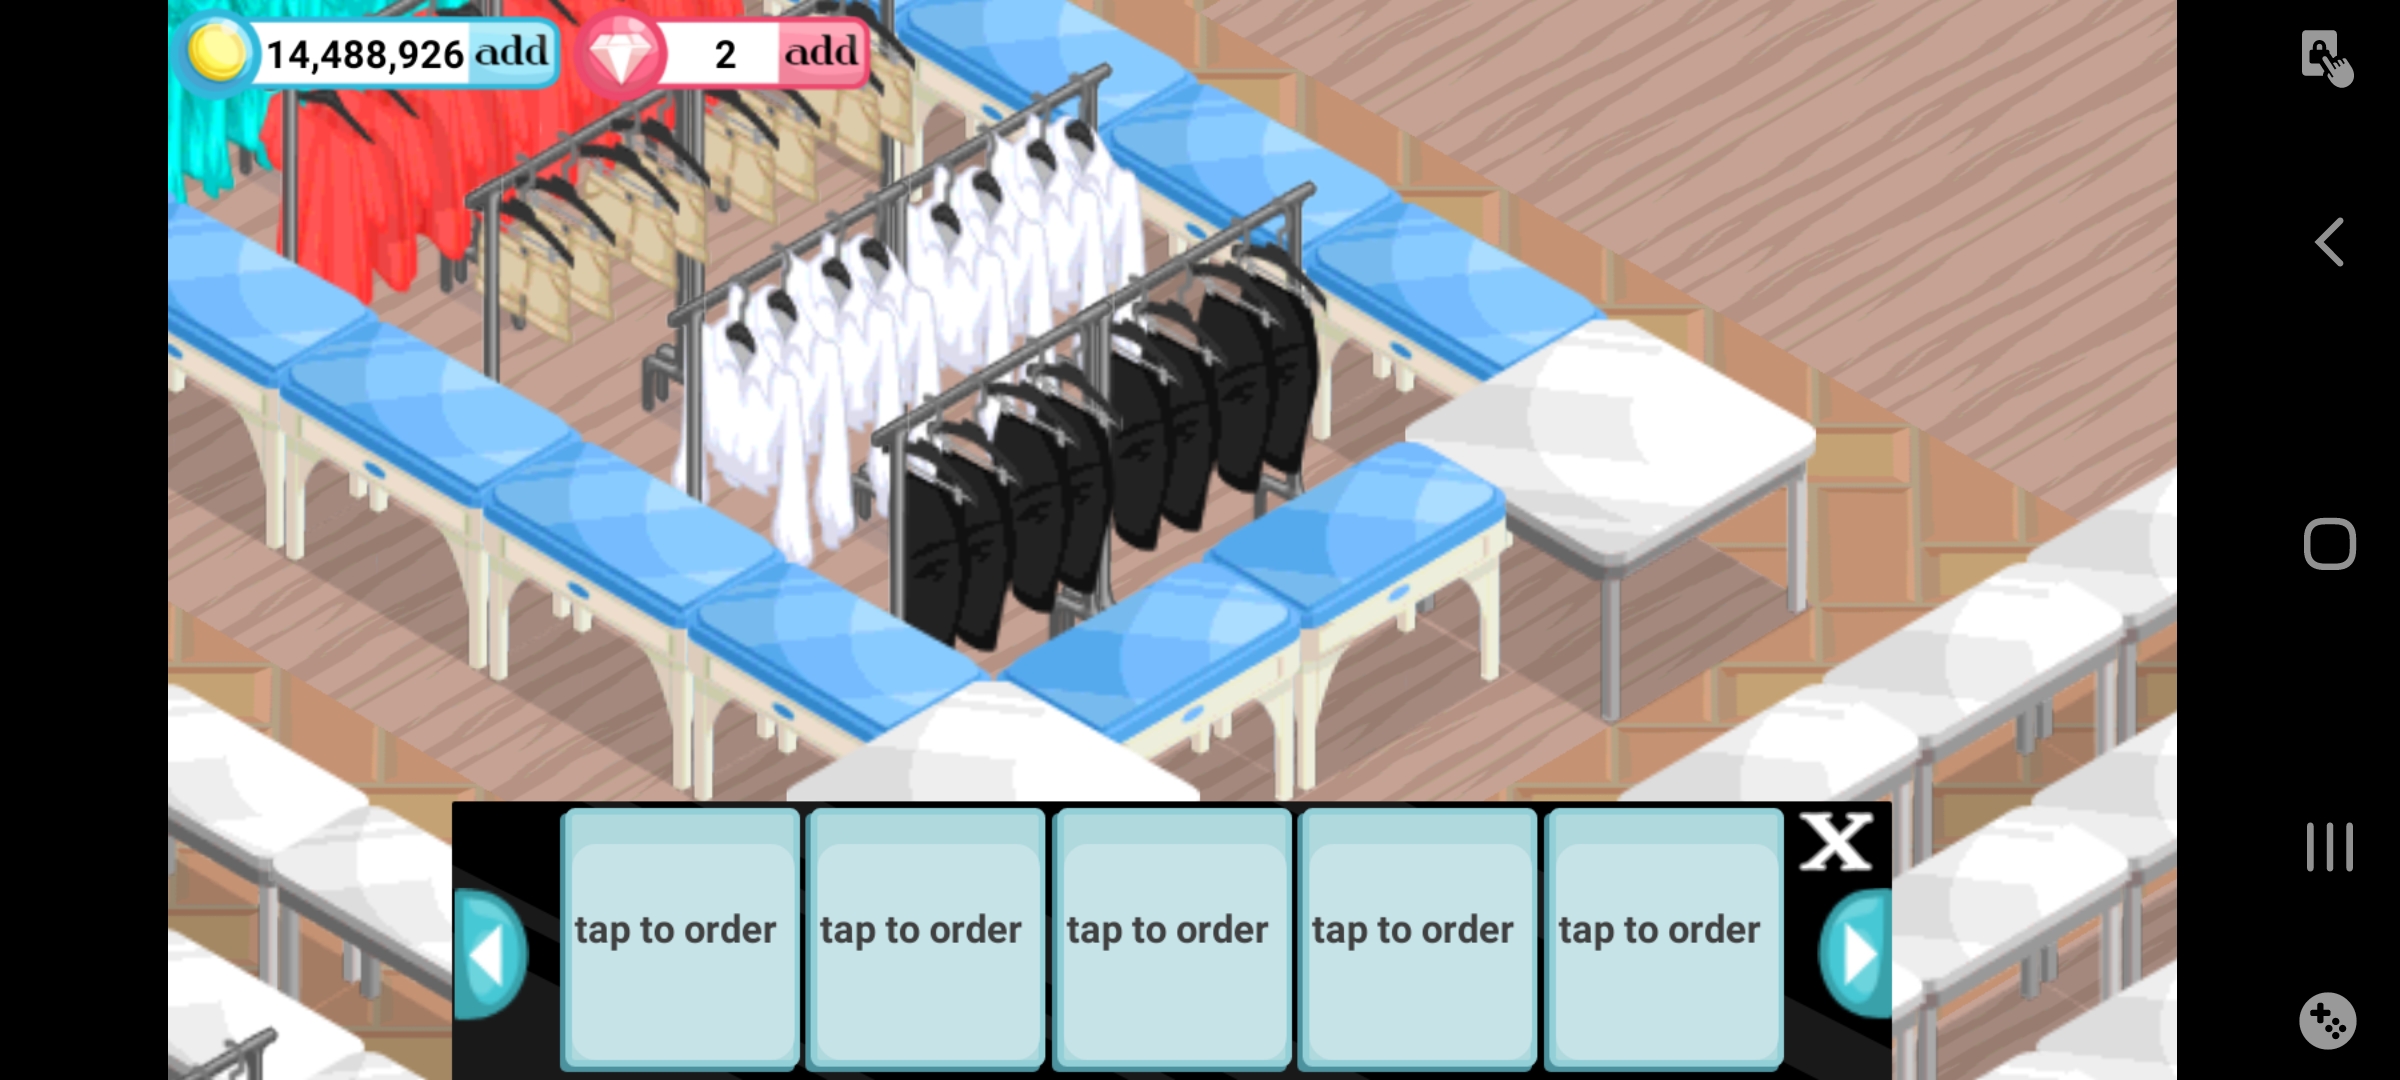 14,488,926 add 2 add
X
tap to order tap to order tap to order tap to order tap to order